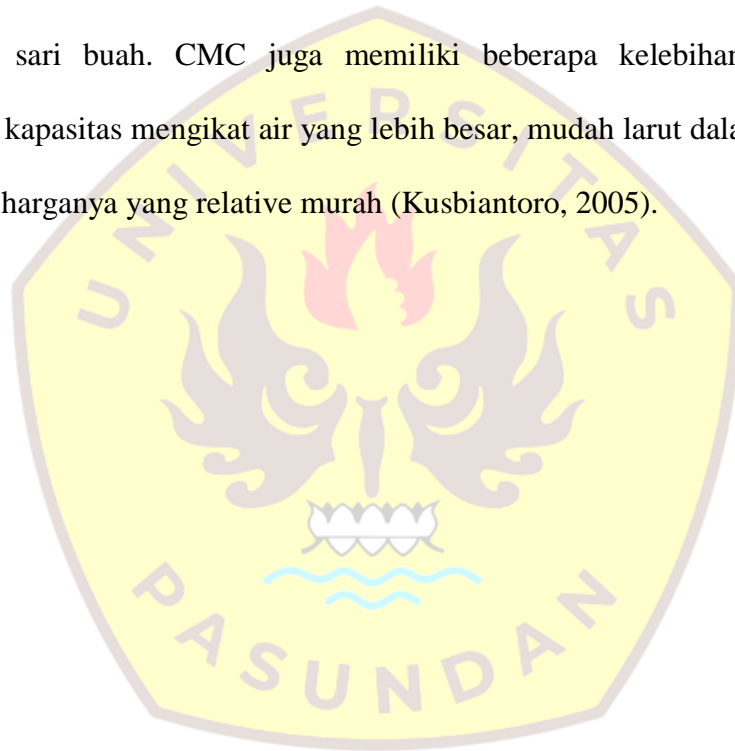 sari buah. CMC juga memiliki beberapa kelebihan
kapasitas mengikat air yang lebih besar, mudah larut
harganya yang relative murah (Kusbiantoro, 2005).
UNIVERSITAS
PASUNDAN